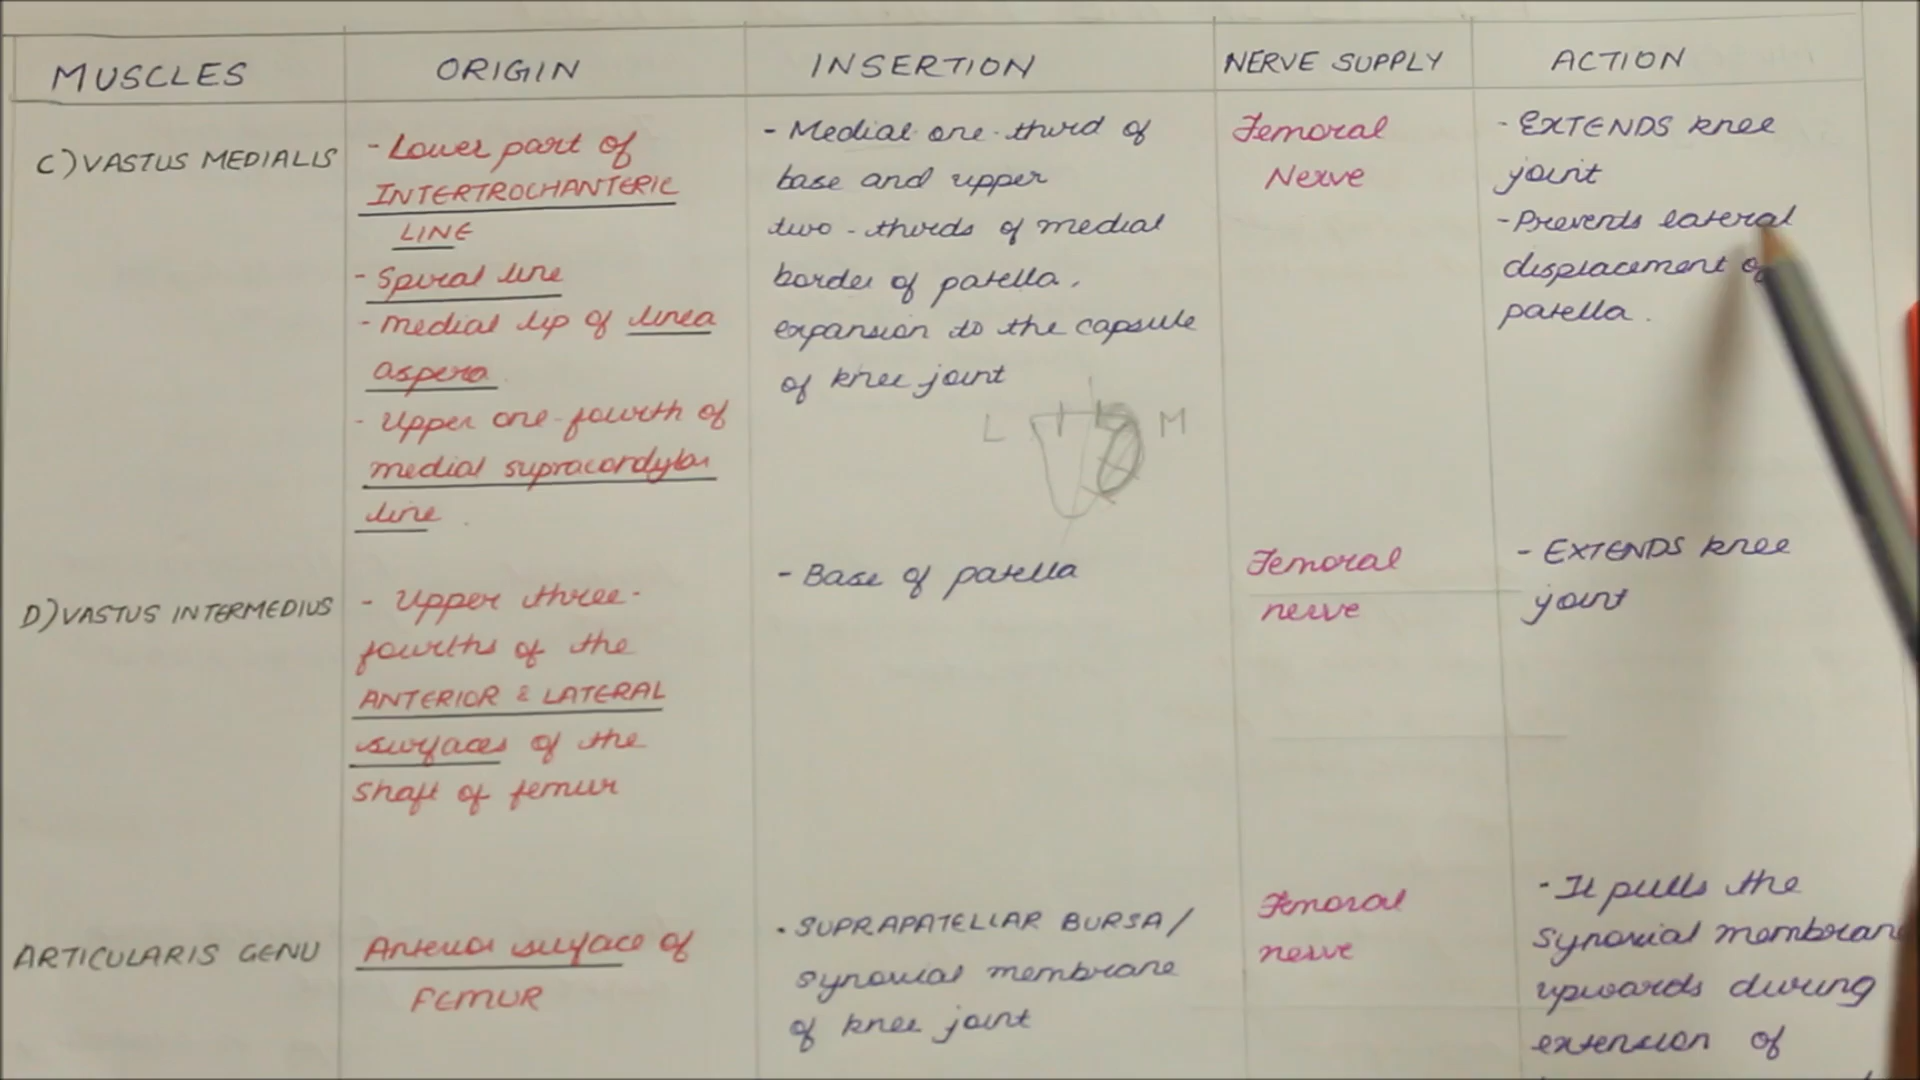 MUSCLES ORIGIN INSERTION NERVE SUPPLY ACTION
C) VASTUS MEDIALIS
- Lower part of
INTERTROCHANTERIC
LINE
- Spiral line
- Medial lip of linea
aspera
- Upper one-fourth of
medial supracondylar
line.
- Medial one-third of
base and upper
two-thirds of medial
border of patella,
expansion to the capsule
of knee joint
L M
Femoral
Nerve
- EXTENDS knee
joint
- Prevents lateral
displacement of
patella.
D) VASTUS INTERMEDIUS
- Upper three-
fourths of the
ANTERIOR & LATERAL
surfaces of the
shaft of femur
- Base of patella
Femoral
nerve
- EXTENDS knee
joint
ARTICULARIS GENU
Anterior surface of
FEMUR
- SUPRAPATELLAR BURSA /
synovial membrane
of knee joint
Femoral
nerve
- It pulls the
synovial membrane
upwards during
extension of